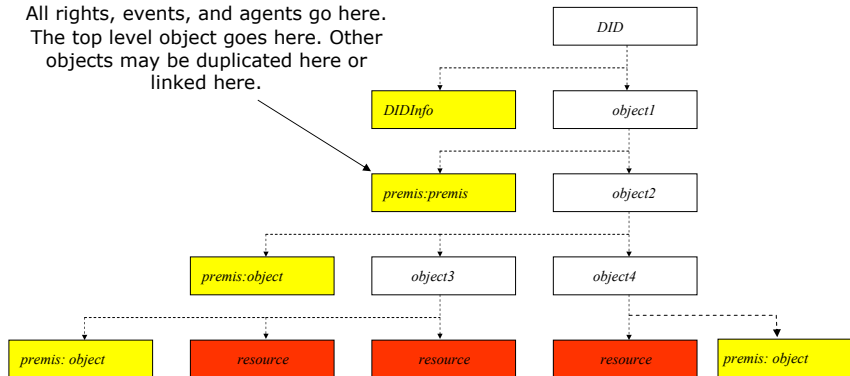 All rights, events, and agents go here.
The top level object goes here. Other
objects may be duplicated here or
linked here.
DID
DIDInfo
object1
premis:premis
object2
premis:object
object3
object4
premis: object
resource
resource
resource
premis: object